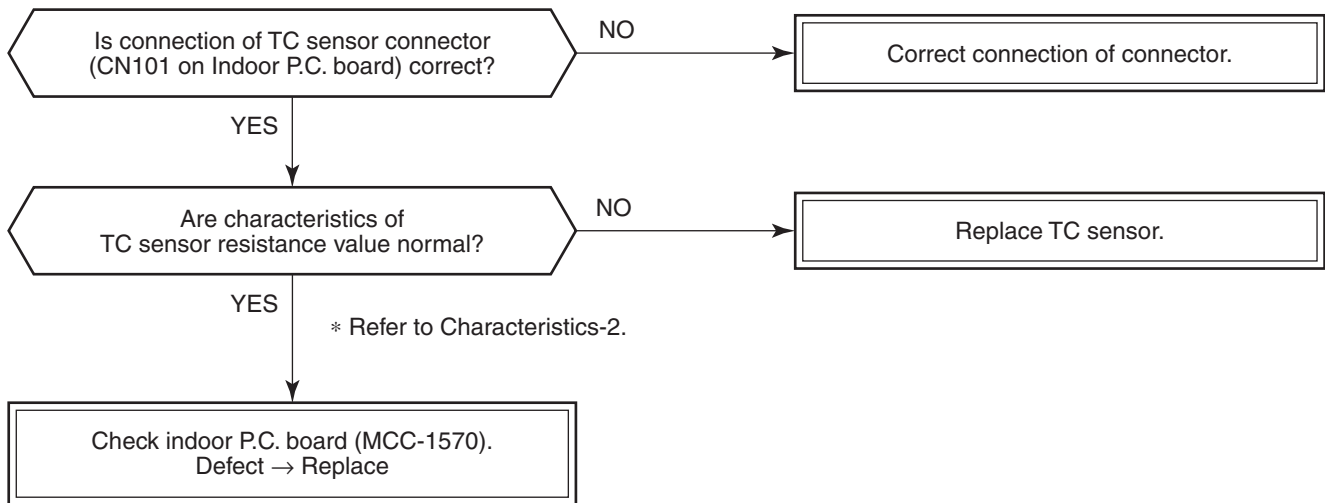 Is connection of TC sensor connector
(CN101 on Indoor P.C. board) correct?
NO
Correct connection of connector.
YES
Are characteristics of
TC sensor resistance value normal?
NO
Replace TC sensor.
YES
* Refer to Characteristics-2.
Check indoor P.C. board (MCC-1570).
Defect → Replace